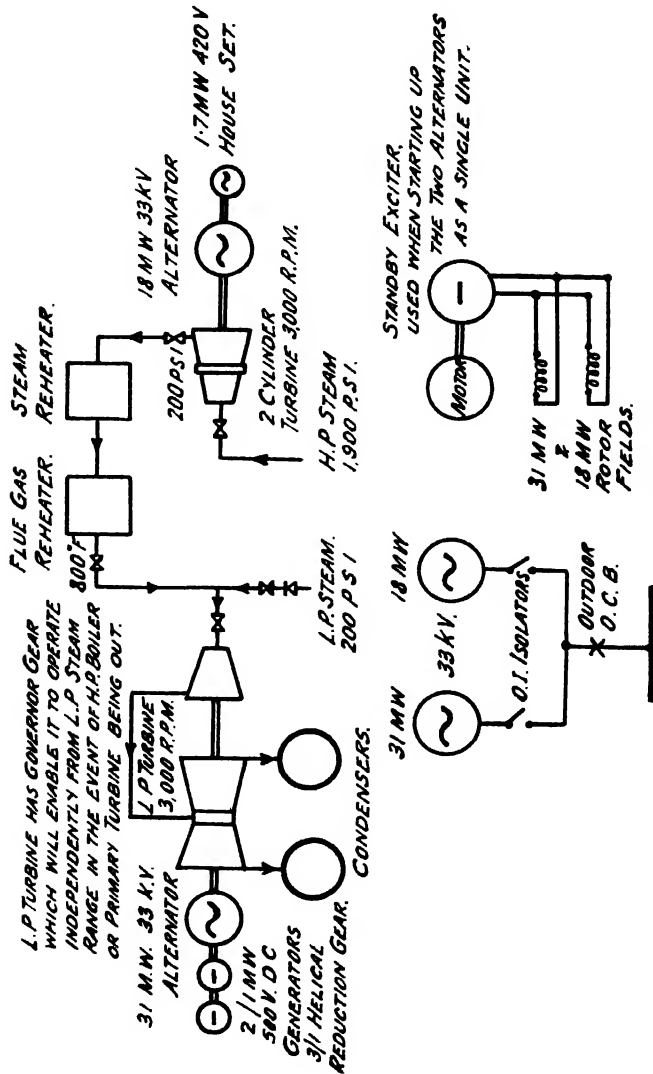 L.P TURBINE HAS GOVERNOR GEAR
WHICH WILL ENABLE IT TO OPERATE
INDEPENDENTLY FROM L.P STEAM
RANGE IN THE EVENT OF H.P. BOILER
OR PRIMARY TURBINE BEING OUT.
FLUE GAS
REHEATER.
STEAM
REHEATER.
800°F
200 PSI
18 MW 33 KV
ALTERNATOR
1·7 MW 420 V
HOUSE SET.
2 CYLINDER
TURBINE 3,000 R.P.M.
H.P STEAM
1,900 P.S.I.
L.P. STEAM.
200 P S I
L P TURBINE
3,000 R.P.M.
31 M.W. 33 K.V.
ALTERNATOR
2/1 MW
500 V. DC
GENERATORS
3/1 HELICAL
REDUCTION GEAR.
CONDENSERS.
31 MW
18 MW
33 KV.
O.T. ISOLATORS
OUTDOOR
O.C.B.
STANDBY EXCITER,
USED WHEN STARTING UP
THE TWO ALTERNATORS
AS A SINGLE UNIT.
MOTOR
31 MW
&
18 MW
ROTOR
FIELDS.